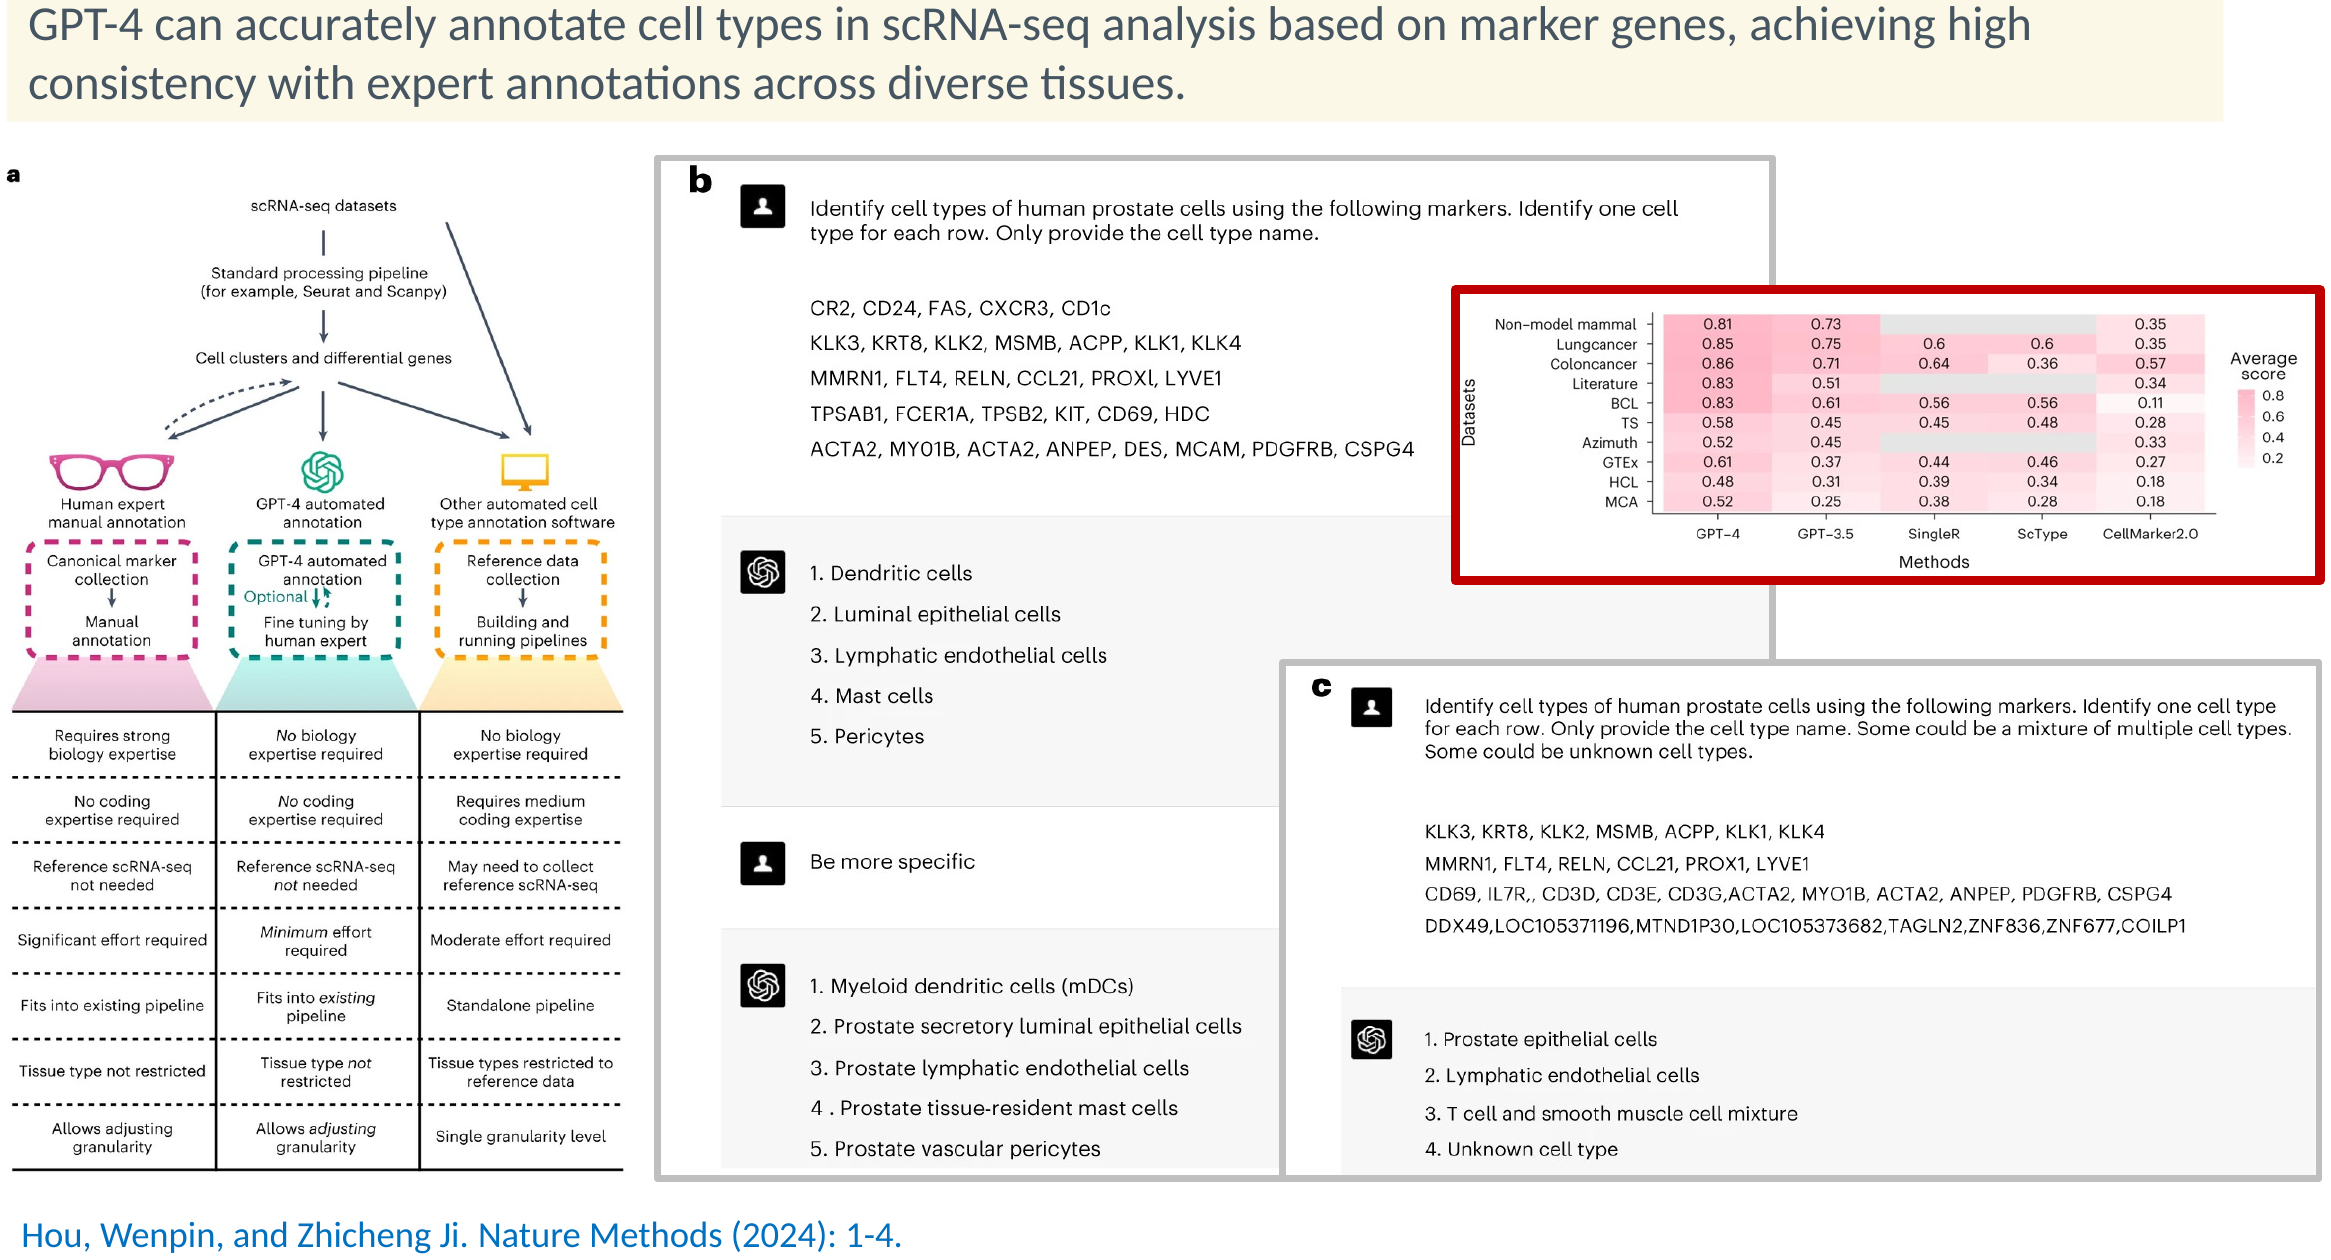 GPT-4 can accurately annotate cell types in scRNA-seq analysis based on marker genes, achieving high
consistency with expert annotations across diverse tissues.
a
scRNA-seq datasets
Standard processing pipeline
(for example, Seurat and Scanpy)
Cell clusters and differential genes
Human expert
manual annotation
GPT-4 automated
annotation
Other automated cell
type annotation software
Canonical marker
collection
Manual
annotation
GPT-4 automated
annotation
Optional
Fine tuning by
human expert
Reference data
collection
Building and
running pipelines
Requires strong
biology expertise
No biology
expertise required
No biology
expertise required
No coding
expertise required
No coding
expertise required
Requires medium
coding expertise
Reference scRNA-seq
not needed
Reference scRNA-seq
not needed
May need to collect
reference scRNA-seq
Significant effort required
Minimum effort
required
Moderate effort required
Fits into existing pipeline
Fits into existing
pipeline
Standalone pipeline
Tissue type not restricted
Tissue type not
restricted
Tissue types restricted to
reference data
Allows adjusting
granularity
Allows adjusting
granularity
Single granularity level
b
Identify cell types of human prostate cells using the following markers. Identify one cell
type for each row. Only provide the cell type name.
CR2, CD24, FAS, CXCR3, CD1c
KLK3, KRT8, KLK2, MSMB, ACPP, KLK1, KLK4
MMRN1, FLT4, RELN, CCL21, PROXl, LYVE1
TPSAB1, FCER1A, TPSB2, KIT, CD69, HDC
ACTA2, MY01B, ACTA2, ANPEP, DES, MCAM, PDGFRB, CSPG4
1. Dendritic cells
2. Luminal epithelial cells
3. Lymphatic endothelial cells
4. Mast cells
5. Pericytes
Be more specific
1. Myeloid dendritic cells (mDCs)
2. Prostate secretory luminal epithelial cells
3. Prostate lymphatic endothelial cells
4 . Prostate tissue-resident mast cells
5. Prostate vascular pericytes
Datasets
Non-model mammal 0.81 0.73 0.35
Lungcancer 0.85 0.75 0.6 0.6 0.35
Coloncancer 0.86 0.71 0.64 0.36 0.57
Literature 0.83 0.51 0.34
BCL 0.83 0.61 0.56 0.56 0.11
TS 0.58 0.45 0.45 0.48 0.28
Azimuth 0.52 0.45 0.33
GTEx 0.61 0.37 0.44 0.46 0.27
HCL 0.48 0.31 0.39 0.34 0.18
MCA 0.52 0.25 0.38 0.28 0.18
GPT-4 GPT-3.5 SingleR ScType CellMarker2.0
Methods
Average
score
0.8
0.6
0.4
0.2
c
Identify cell types of human prostate cells using the following markers. Identify one cell type
for each row. Only provide the cell type name. Some could be a mixture of multiple cell types.
Some could be unknown cell types.
KLK3, KRT8, KLK2, MSMB, ACPP, KLK1, KLK4
MMRN1, FLT4, RELN, CCL21, PROX1, LYVE1
CD69, IL7R,, CD3D, CD3E, CD3G,ACTA2, MYO1B, ACTA2, ANPEP, PDGFRB, CSPG4
DDX49,LOC105371196,MTND1P30,LOC105373682,TAGLN2,ZNF836,ZNF677,COILP1
1. Prostate epithelial cells
2. Lymphatic endothelial cells
3. T cell and smooth muscle cell mixture
4. Unknown cell type
Hou, Wenpin, and Zhicheng Ji. Nature Methods (2024): 1-4.